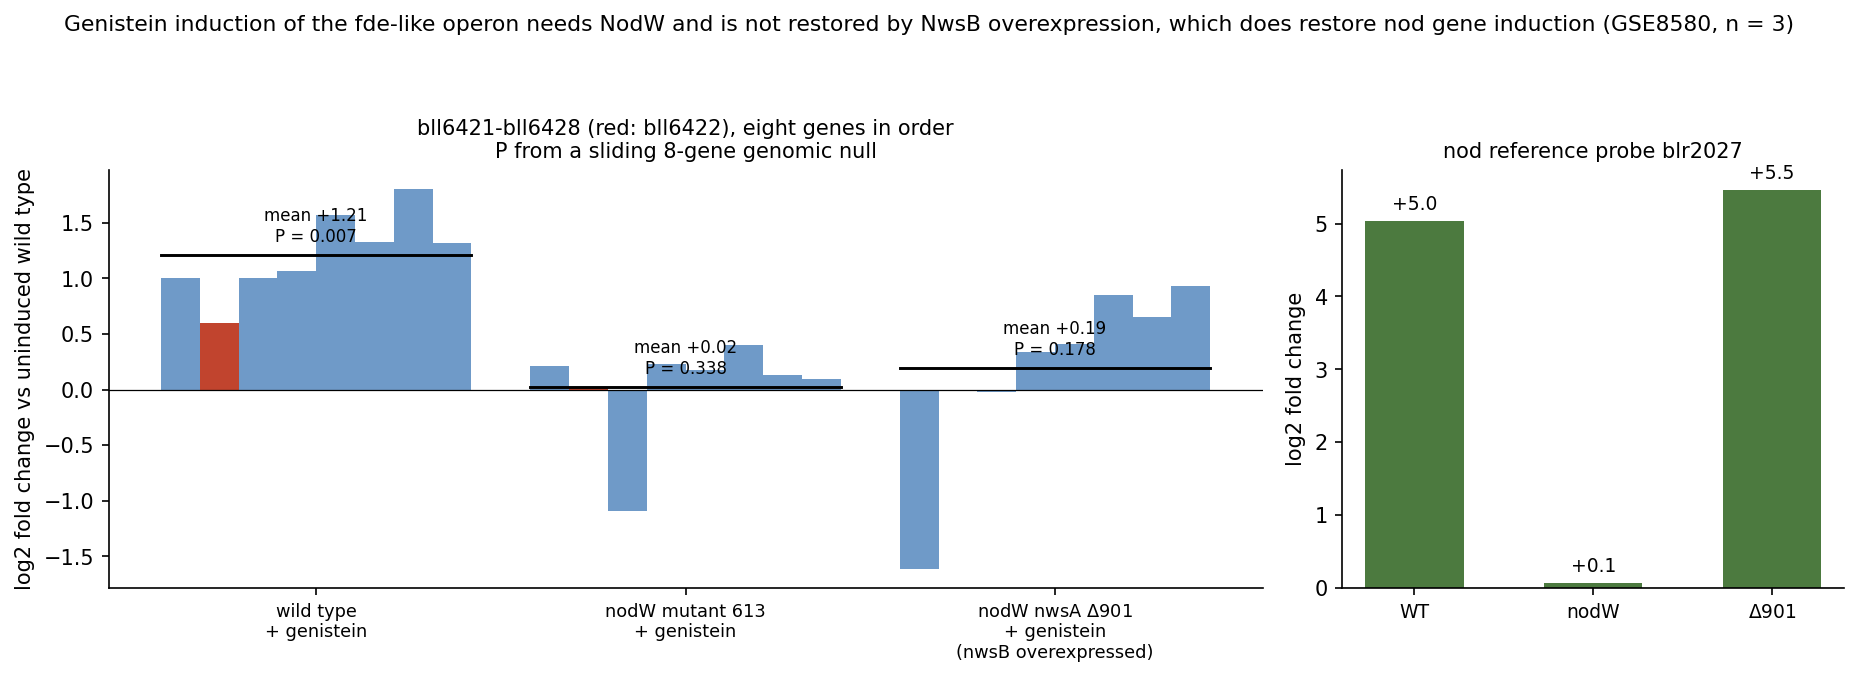 Genistein induction of the fde-like operon needs NodW and is not restored by NwsB overexpression, which does restore nod gene induction (GSE8580, n = 3)
bll6421-bll6428 (red: bll6422), eight genes in order
P from a sliding 8-gene genomic null
log2 fold change vs uninduced wild type
1.5
1.0
0.5
0.0
−0.5
−1.0
−1.5
mean +1.21
P = 0.007
mean +0.02
P = 0.338
mean +0.19
P = 0.178
wild type
+ genistein
nodW mutant 613
+ genistein
nodW nwsA Δ901
+ genistein
(nwsB overexpressed)
nod reference probe blr2027
log2 fold change
5
4
3
2
1
0
+5.0
+0.1
+5.5
WT
nodW
Δ901